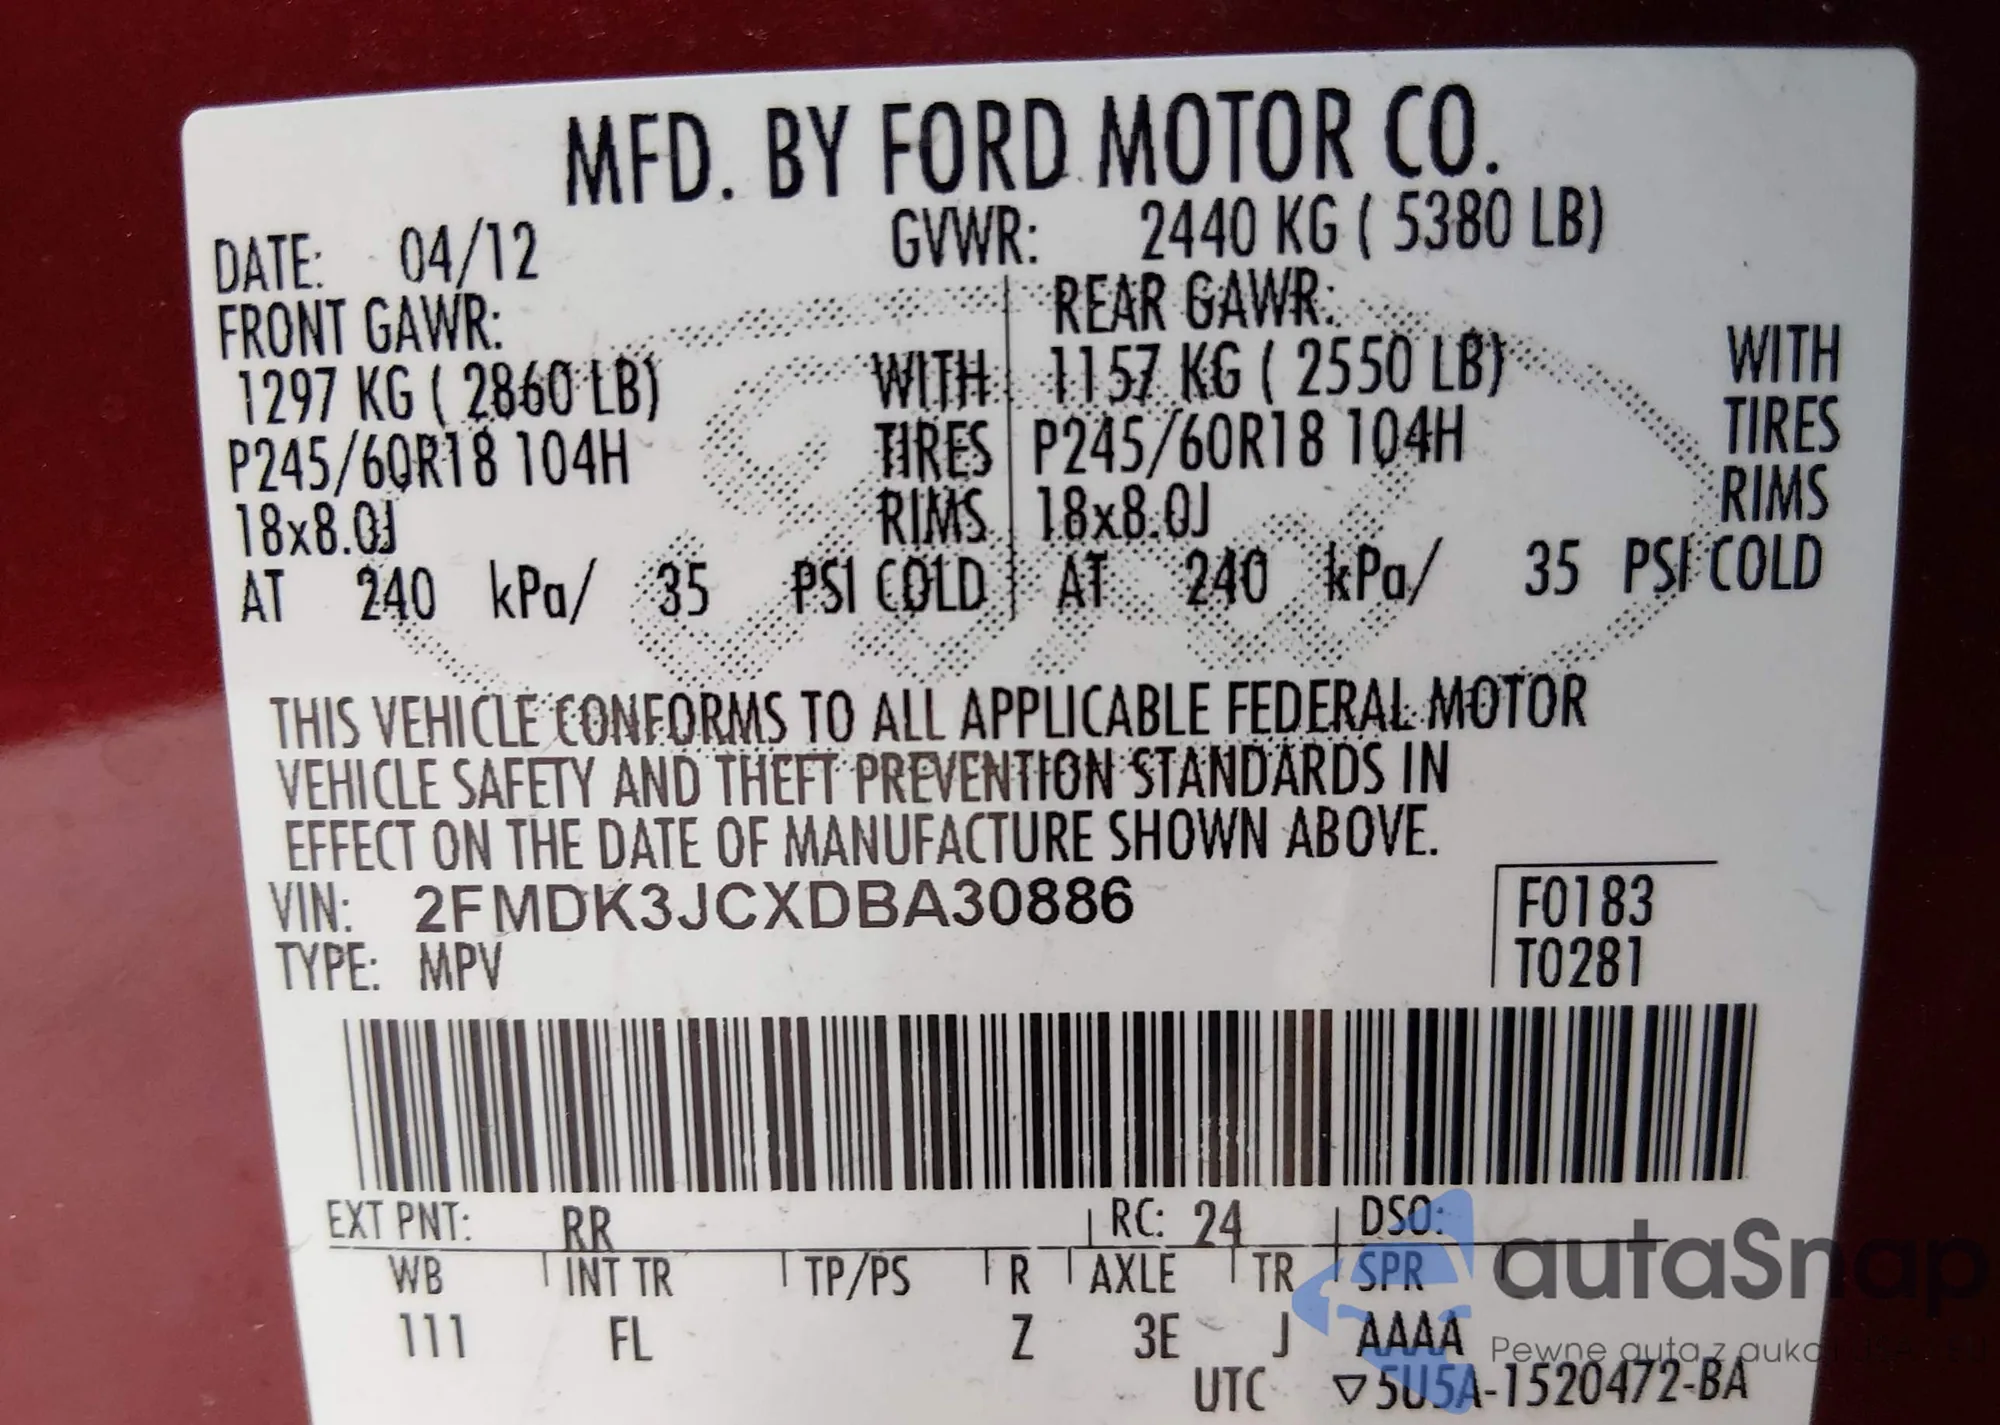 MFD. BY FORD MOTOR CO.
DATE: 04/12 GVWR: 2440 KG ( 5380 LB)
FRONT GAWR: REAR GAWR:
1297 KG ( 2860 LB) WITH 1157 KG ( 2550 LB) WITH
P245/60R18 104H TIRES P245/60R18 104H TIRES
18x8.0J RIMS 18x8.0J RIMS
AT 240 kPa/ 35 PSI COLD AT 240 kPa/ 35 PSI COLD
THIS VEHICLE CONFORMS TO ALL APPLICABLE FEDERAL MOTOR
VEHICLE SAFETY AND THEFT PREVENTION STANDARDS IN
EFFECT ON THE DATE OF MANUFACTURE SHOWN ABOVE.
VIN: 2FMDK3JCXDBA30886 F0183
TYPE: MPV T0281
EXT PNT: RR RC: 24 DSO:
WB INT TR TP/PS R AXLE TR SPR
111 FL Z 3E J AAAA
UTC ▽5U5A-1520472-BA
autaSnap
Pewne auta z